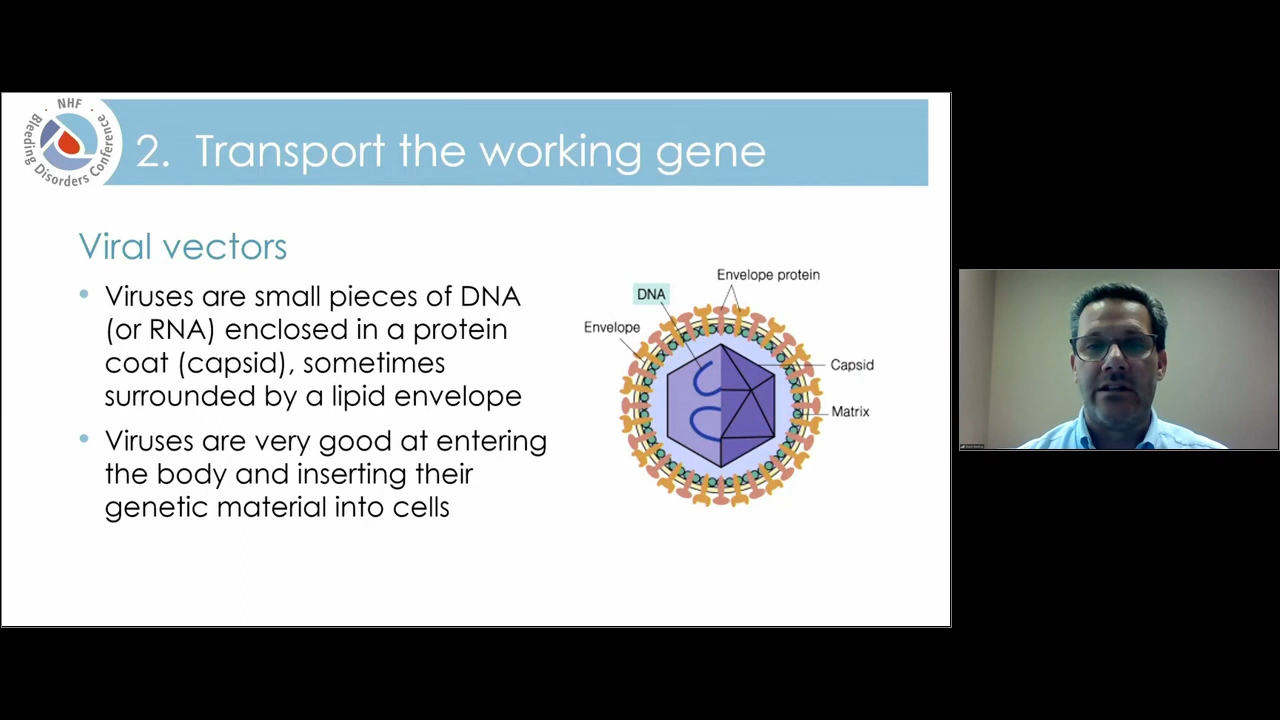 · NHF ·
Bleeding Disorders Conference
2. Transport the working gene
Viral vectors
• Viruses are small pieces of DNA
(or RNA) enclosed in a protein
coat (capsid), sometimes
surrounded by a lipid envelope
• Viruses are very good at entering
the body and inserting their
genetic material into cells
Envelope protein
DNA
Envelope
Capsid
Matrix